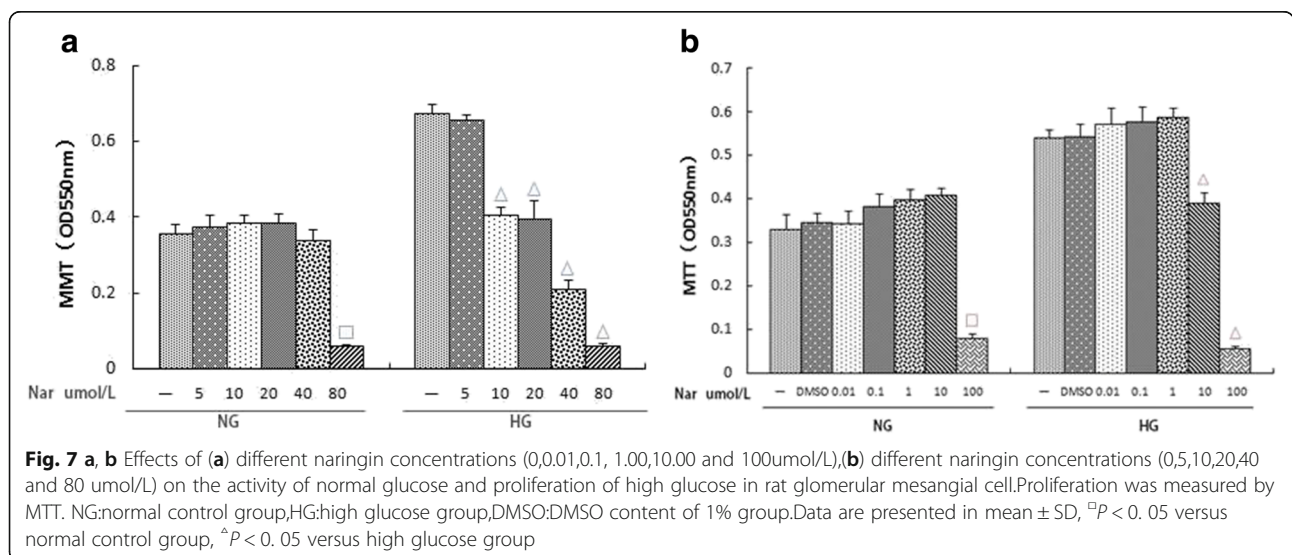 a
0.8
0.6
0.4
0.2
0
MMT (OD550nm)
Nar umol/L — 5 10 20 40 80 — 5 10 20 40 80
NG HG
b
0.7
0.6
0.5
0.4
0.3
0.2
0.1
0
MTT (OD550nm)
Nar umol/L — DMSO 0.01 0.1 1 10 100 — DMSO 0.01 0.1 1 10 100
NG HG
Fig. 7 a, b Effects of (a) different naringin concentrations (0,0.01,0.1, 1.00,10.00 and 100umol/L),(b) different naringin concentrations (0,5,10,20,40
and 80 umol/L) on the activity of normal glucose and proliferation of high glucose in rat glomerular mesangial cell.Proliferation was measured by
MTT. NG:normal control group,HG:high glucose group,DMSO:DMSO content of 1% group.Data are presented in mean ± SD, □P < 0. 05 versus
normal control group, △P < 0. 05 versus high glucose group